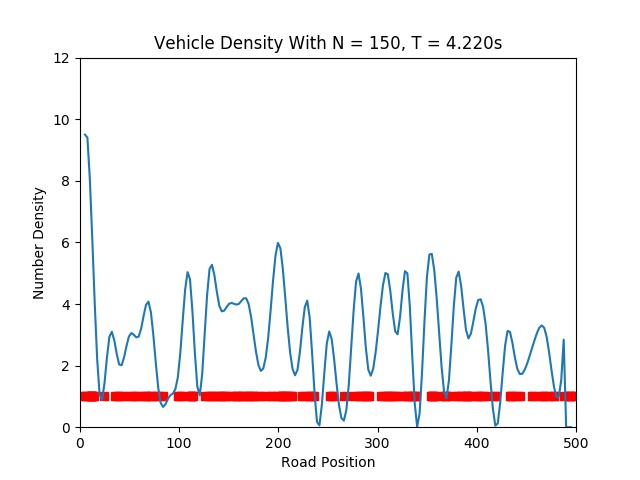 Vehicle Density With N = 150, T = 4.220s
12
10
8
6
4
2
0
Number Density
0 100 200 300 400 500
Road Position